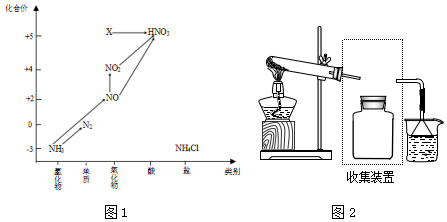 化合价
+5
+4
+2
0
-3
X
HNO₃
NO₂
NO
N₂
NH₃
NH₄Cl
氢化物
单质
氧化物
酸
盐
类别
图1
收集装置
图2